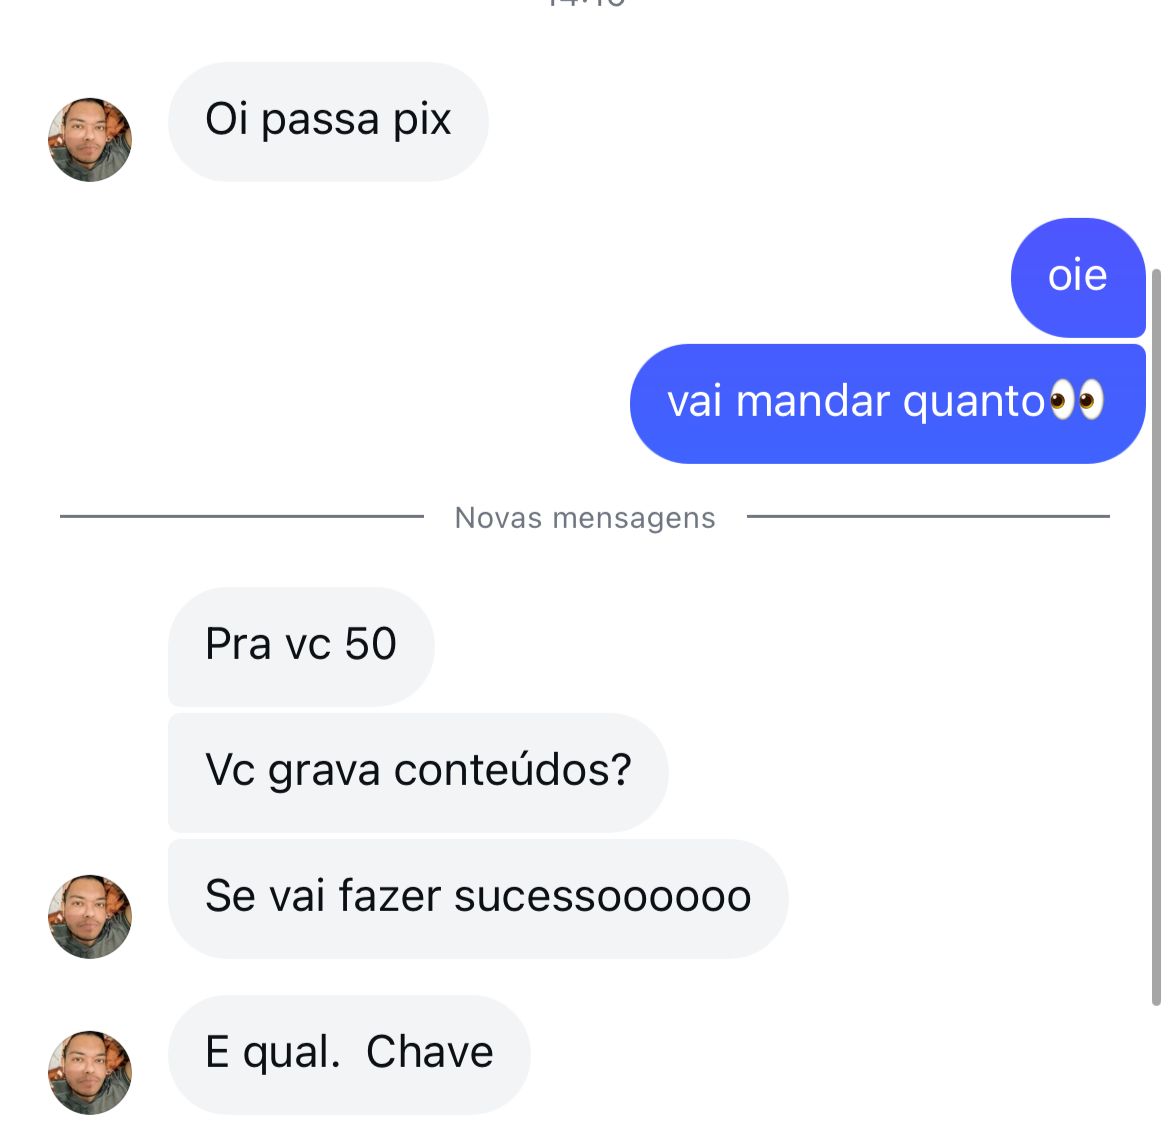 Oi passa pix
oie
vai mandar quanto👀
Novas mensagens
Pra vc 50
Vc grava conteúdos?
Se vai fazer sucessoooooo
E qual.  Chave